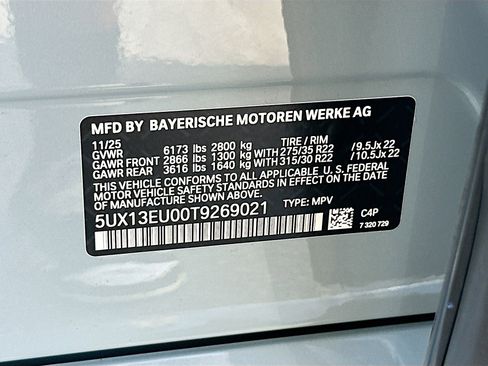 MFD BY BAYERISCHE MOTOREN WERKE AG
11/25
GVWR 6173 lbs 2800 kg TIRE / RIM
GAWR FRONT 2866 lbs 1300 kg WITH 275/35 R22 /9.5Jx 22
GAWR REAR 3616 lbs 1640 kg WITH 315/30 R22 /10.5Jx 22
THIS VEHICLE CONFORMS TO ALL APPLICABLE U.S. FEDERAL
MOTOR VEHICLE SAFETY STANDARDS IN EFFECT ON THE DATE
OF MANUFACTURE SHOWN ABOVE.
5UX13EU00T9269021 TYPE: MPV
C4P
7 320 729